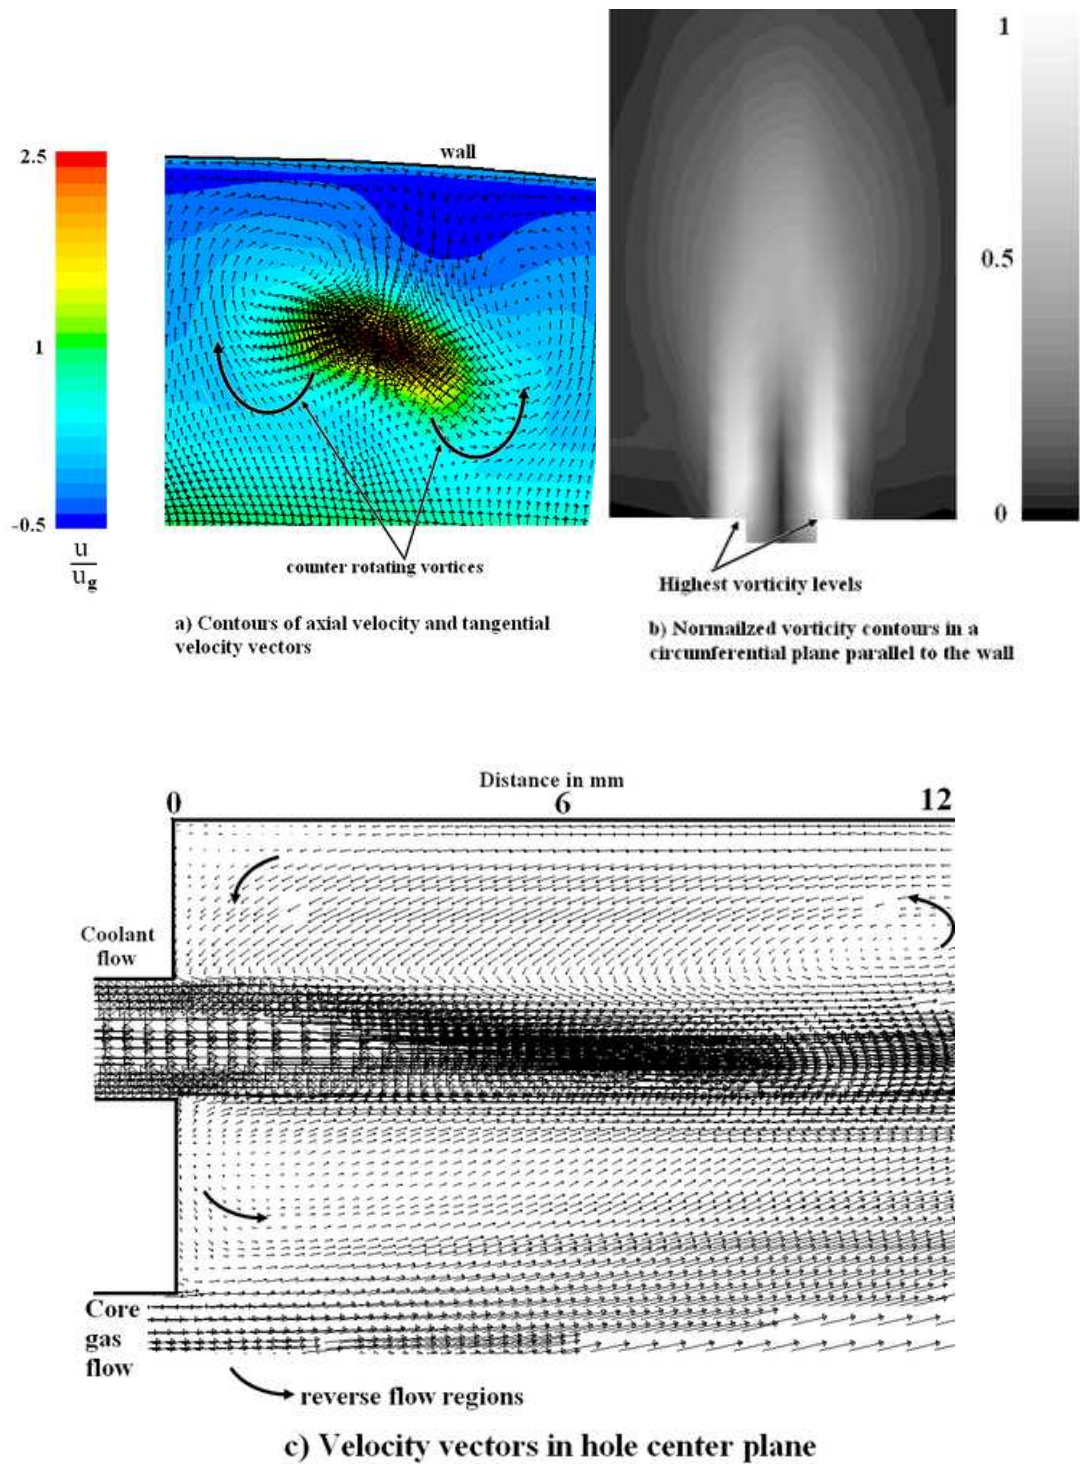 2.5
1
-0.5
u
u_g
wall
counter rotating vortices
a) Contours of axial velocity and tangential
velocity vectors
1
0.5
0
Highest vorticity levels
b) Normailzed vorticity contours in a
circumferential plane parallel to the wall
Distance in mm
0 6 12
Coolant
flow
Core
gas
flow
reverse flow regions
c) Velocity vectors in hole center plane